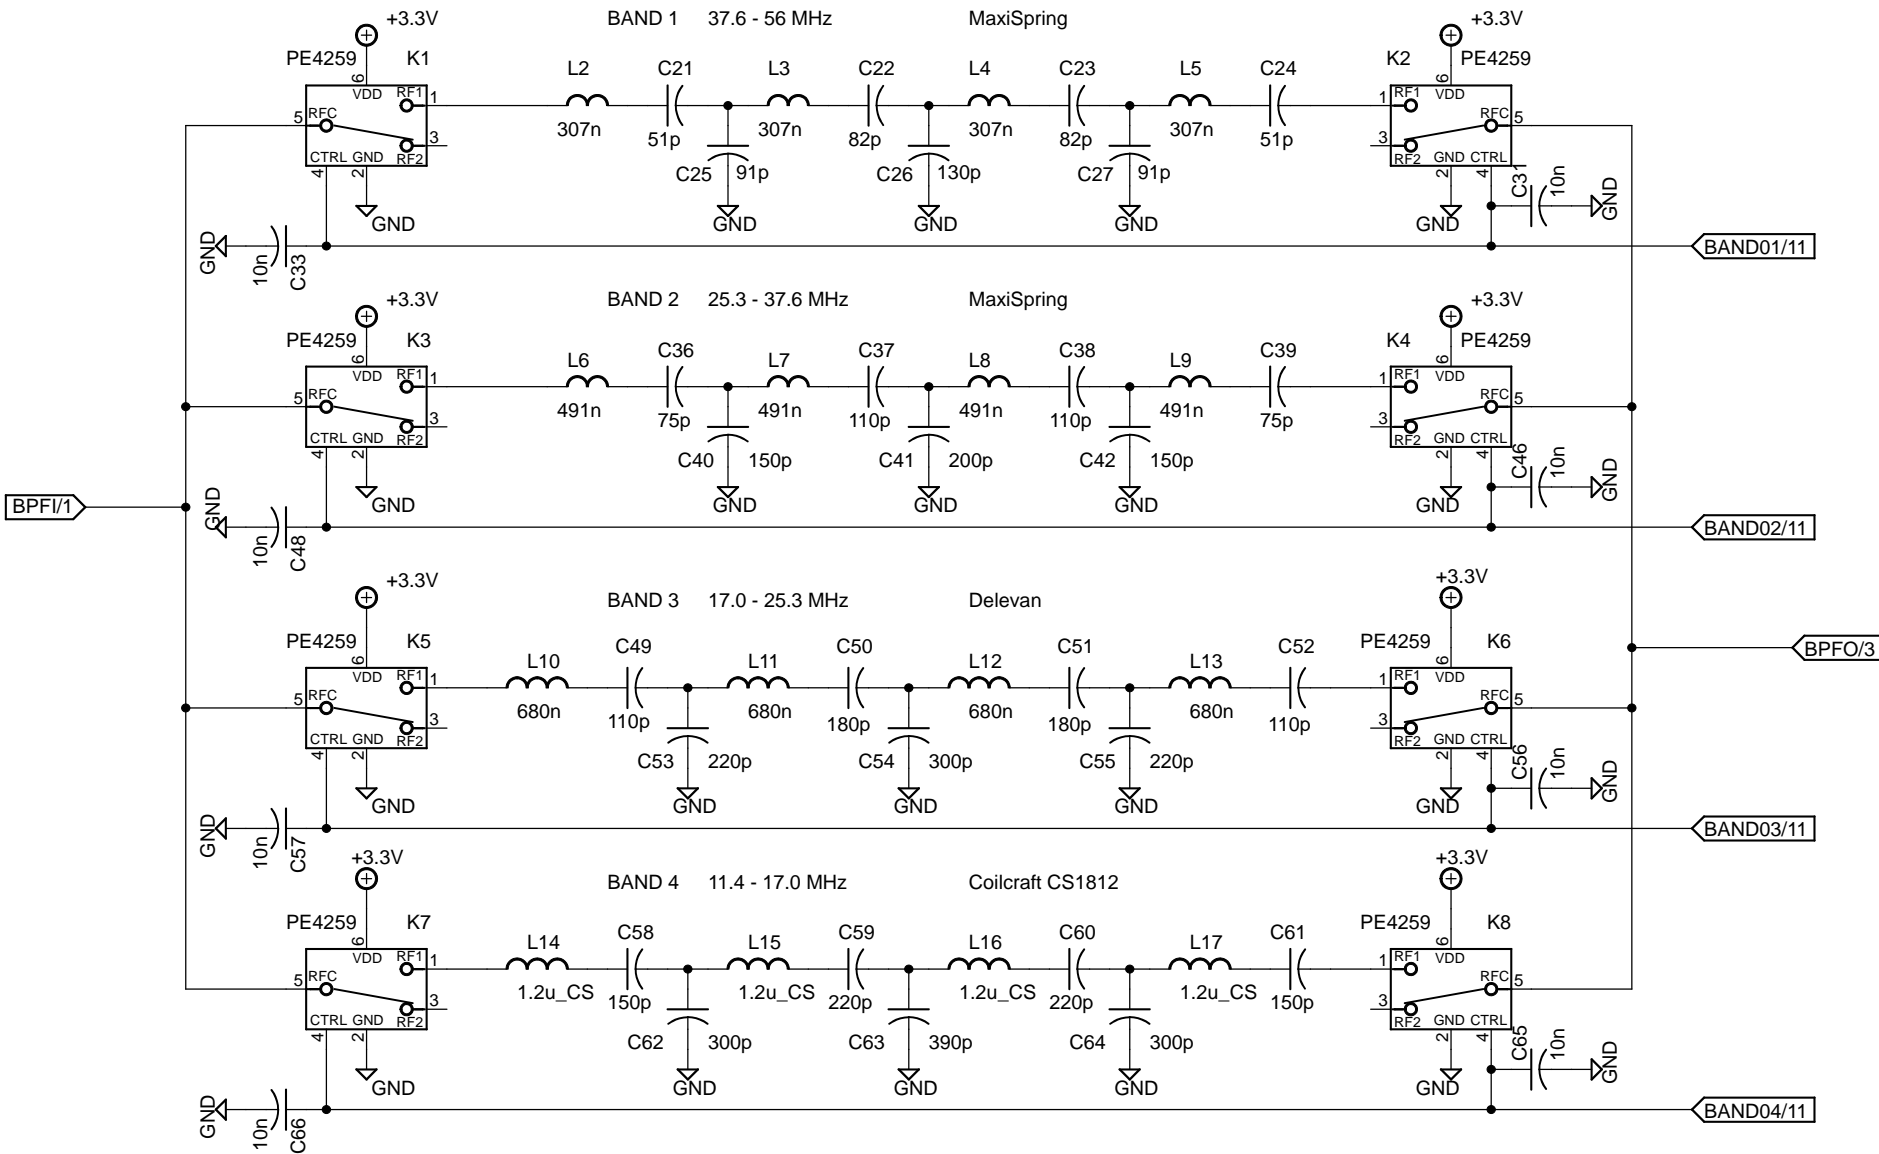 BAND 1 37.6 - 56 MHz MaxiSpring
+3.3V +3.3V
PE4259 K1 L2 C21 L3 C22 L4 C23 L5 C24 K2 PE4259
6 VDD RF1 1 1 RF1 6 VDD
5 RFC 307n 51p 307n 82p 307n 82p 307n 51p RFC 5
3 RF2 3 RF2
CTRL GND C25 91p C26 130p C27 91p GND CTRL
4 2 2 4 C31 10n GND
GND GND GND GND GND
GND 10n C33 BAND01/11
BAND 2 25.3 - 37.6 MHz MaxiSpring
+3.3V +3.3V
PE4259 K3 L6 C36 L7 C37 L8 C38 L9 C39 K4 PE4259
6 VDD RF1 1 1 RF1 6 VDD
5 RFC 491n 75p 491n 110p 491n 110p 491n 75p RFC 5
3 RF2 3 RF2
CTRL GND C40 150p C41 200p C42 150p GND CTRL
4 2 2 4 C46 10n GND
GND GND GND GND GND
BPFI/1
GND 10n C48 BAND02/11
+3.3V +3.3V
BAND 3 17.0 - 25.3 MHz Delevan
PE4259 K5 L10 C49 L11 C50 L12 C51 L13 C52 PE4259 K6
6 VDD RF1 1 1 RF1 6 VDD
BPFO/3
5 RFC 680n 110p 680n 180p 680n 180p 680n 110p RFC 5
3 RF2 3 RF2
CTRL GND C53 220p C54 300p C55 220p GND CTRL
4 2 2 4 C56 10n GND
GND GND GND GND GND
GND 10n C57 BAND03/11
+3.3V +3.3V
BAND 4 11.4 - 17.0 MHz Coilcraft CS1812
PE4259 K7 L14 C58 L15 C59 L16 C60 L17 C61 PE4259 K8
6 VDD RF1 1 1 RF1 6 VDD
5 RFC 1.2u_CS 150p 1.2u_CS 220p 1.2u_CS 220p 1.2u_CS 150p RFC 5
3 RF2 3 RF2
CTRL GND C62 300p C63 390p C64 300p GND CTRL
4 2 2 4 C65 10n GND
GND GND GND GND GND
GND 10n C66 BAND04/11